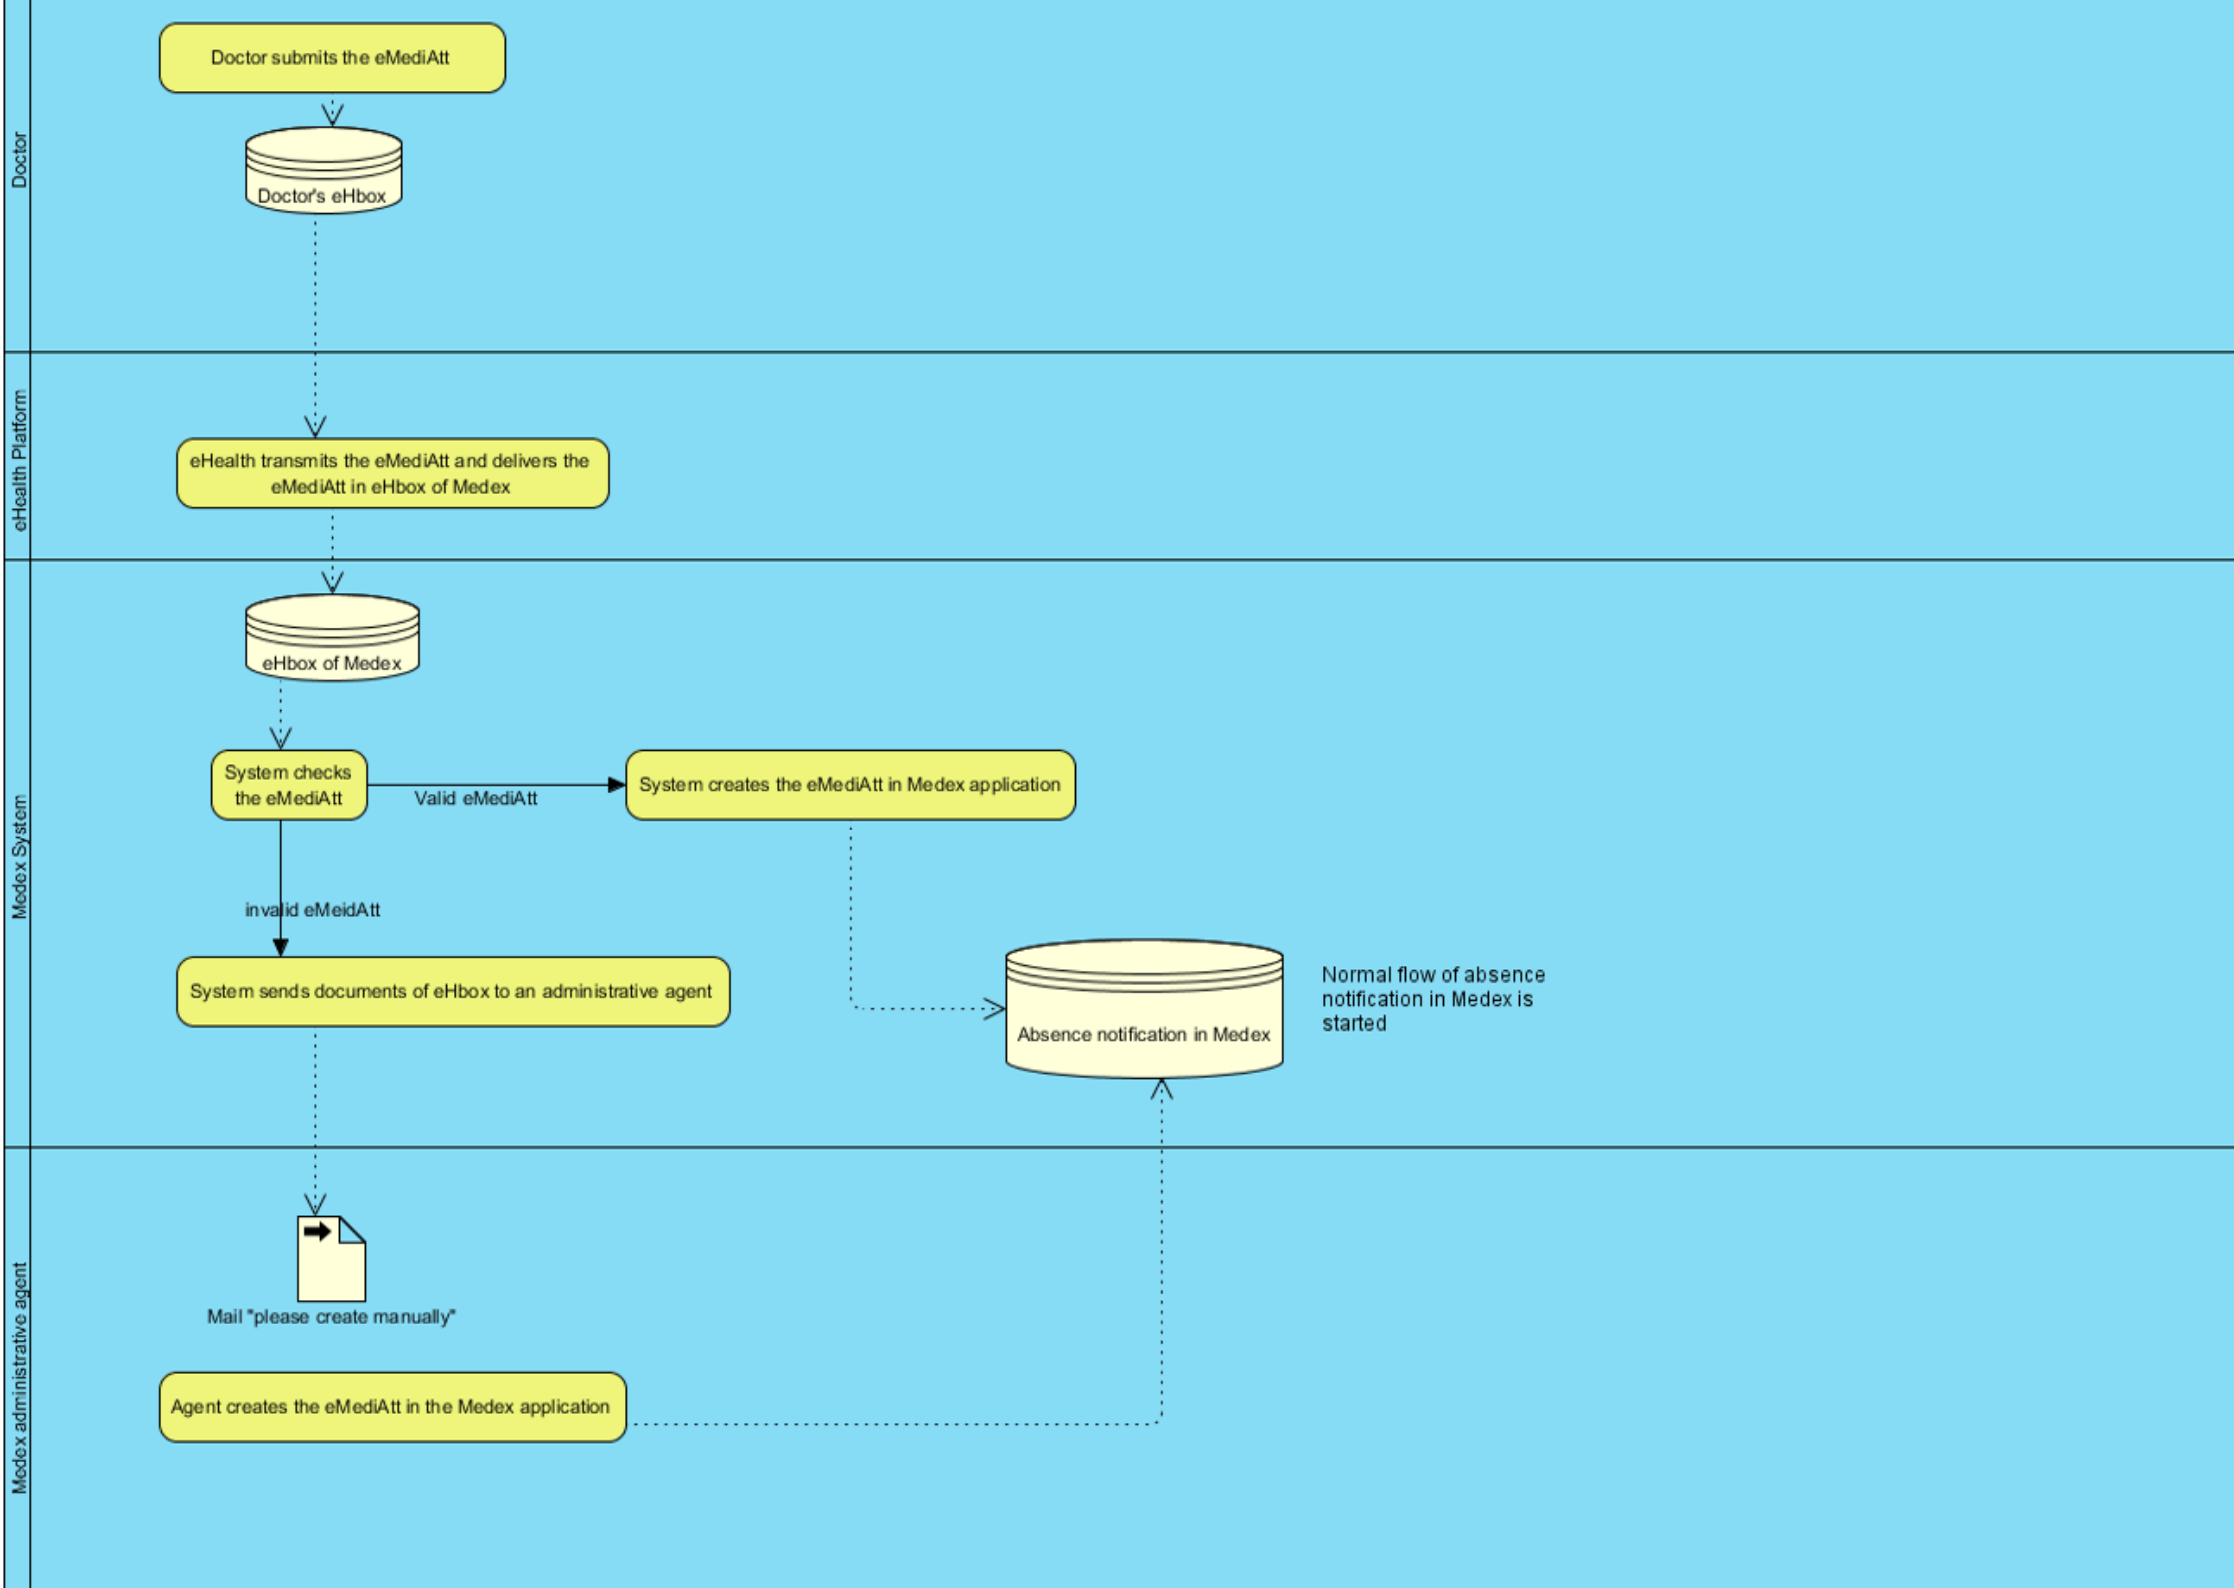 Doctor
Doctor submits the eMediAtt
Doctor's eHbox
eHealth Platform
eHealth transmits the eMediAtt and delivers the
eMediAtt in eHbox of Medex
Medex System
eHbox of Medex
System checks
the eMediAtt
Valid eMediAtt
System creates the eMediAtt in Medex application
invalid eMeidAtt
System sends documents of eHbox to an administrative agent
Absence notification in Medex
Normal flow of absence
notification in Medex is
started
Medex administrative agent
Mail "please create manually"
Agent creates the eMediAtt in the Medex application